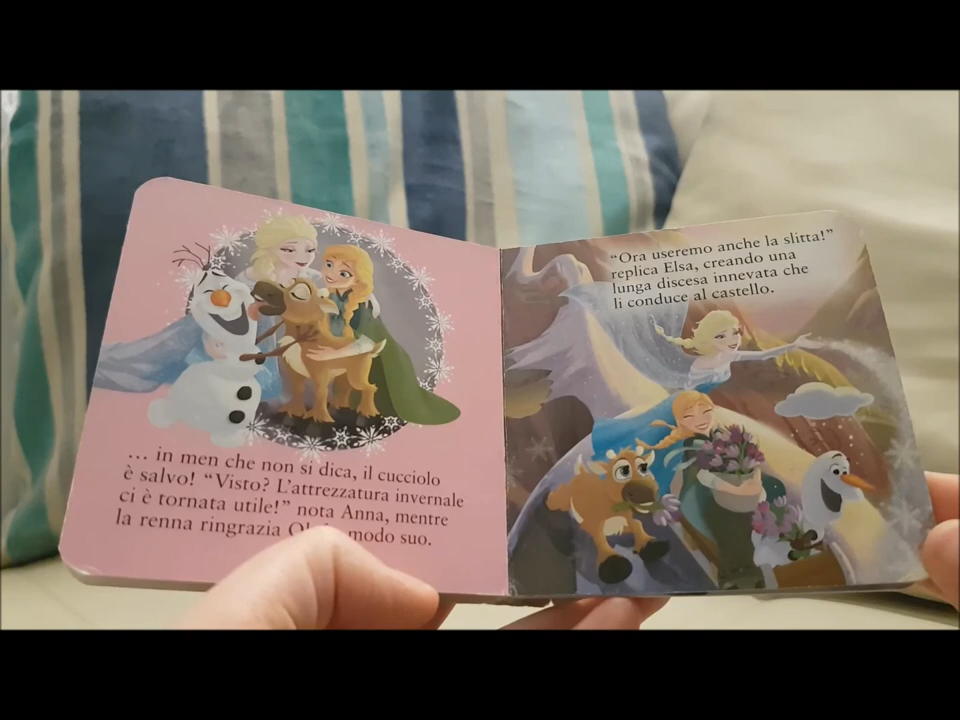 ... in men che non si dica, il cucciolo
è salvo! “Visto? L’attrezzatura invernale
ci è tornata utile!” nota Anna, mentre
la renna ringrazia modo suo.
“Ora useremo anche la slitta!”
replica Elsa, creando una
lunga discesa innevata che
li conduce al castello.